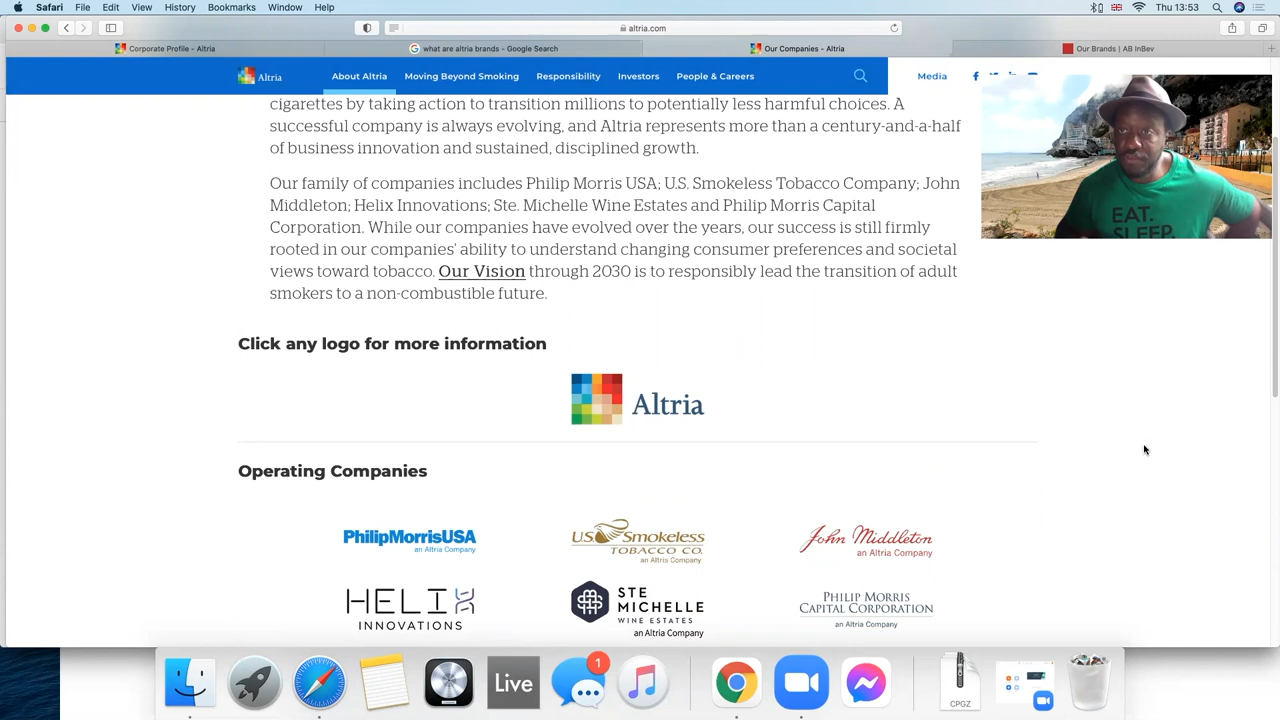 Safari File Edit View History Bookmarks Window Help Thu 13:53
altria.com
Corporate Profile - Altria what are altria brands - Google Search Our Companies - Altria Our Brands | AB InBev
Altria About Altria Moving Beyond Smoking Responsibility Investors People & Careers Media
cigarettes by taking action to transition millions to potentially less harmful choices. A
successful company is always evolving, and Altria represents more than a century-and-a-half
of business innovation and sustained, disciplined growth.
EAT.
SLEEP.
Our family of companies includes Philip Morris USA; U.S. Smokeless Tobacco Company; John
Middleton; Helix Innovations; Ste. Michelle Wine Estates and Philip Morris Capital
Corporation. While our companies have evolved over the years, our success is still firmly
rooted in our companies' ability to understand changing consumer preferences and societal
views toward tobacco. Our Vision through 2030 is to responsibly lead the transition of adult
smokers to a non-combustible future.
Click any logo for more information
Altria
Operating Companies
PhilipMorrisUSA
an Altria Company
US Smokeless
TOBACCO CO.
an Altria Company
John Middleton
an Altria Company
HELIX
INNOVATIONS
STE
MICHELLE
WINE ESTATES
an Altria Company
PHILIP MORRIS
CAPITAL CORPORATION
an Altria Company
Live
1
CPGZ